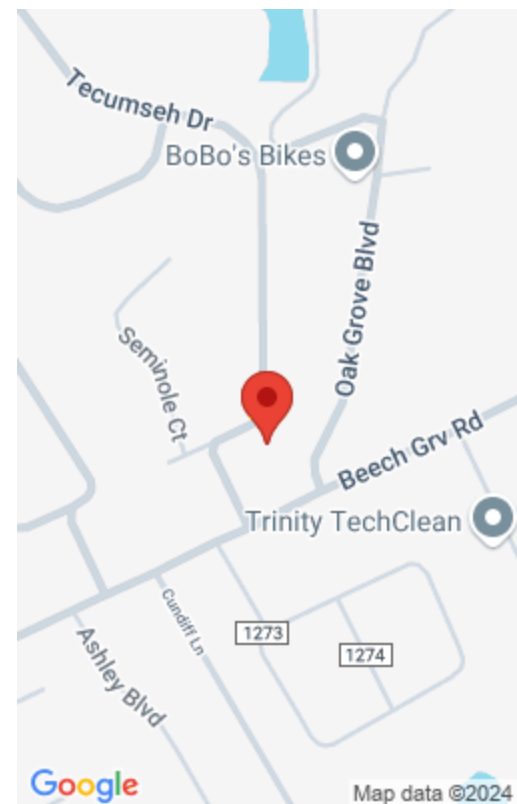 Tecumseh Dr
BoBo's Bikes
Oak Grove Blvd
Seminole Ct
Beech Grv Rd
Trinity TechClean
Cundiff Ln
1273
1274
Ashley Blvd
Google
Map data ©2024